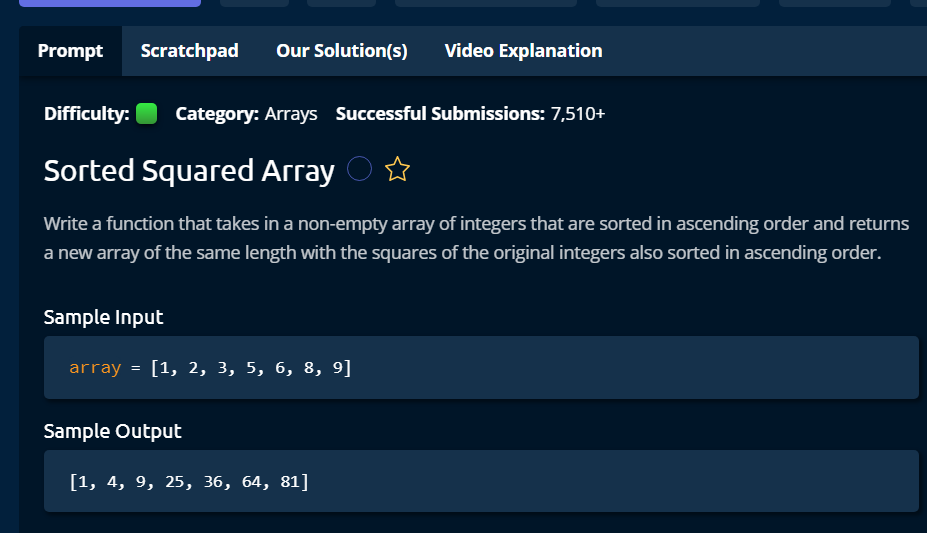 Prompt Scratchpad Our Solution(s) Video Explanation
Difficulty: Category: Arrays Successful Submissions: 7,510+
Sorted Squared Array
Write a function that takes in a non-empty array of integers that are sorted in ascending order and returns
a new array of the same length with the squares of the original integers also sorted in ascending order.
Sample Input
array = [1, 2, 3, 5, 6, 8, 9]
Sample Output
[1, 4, 9, 25, 36, 64, 81]